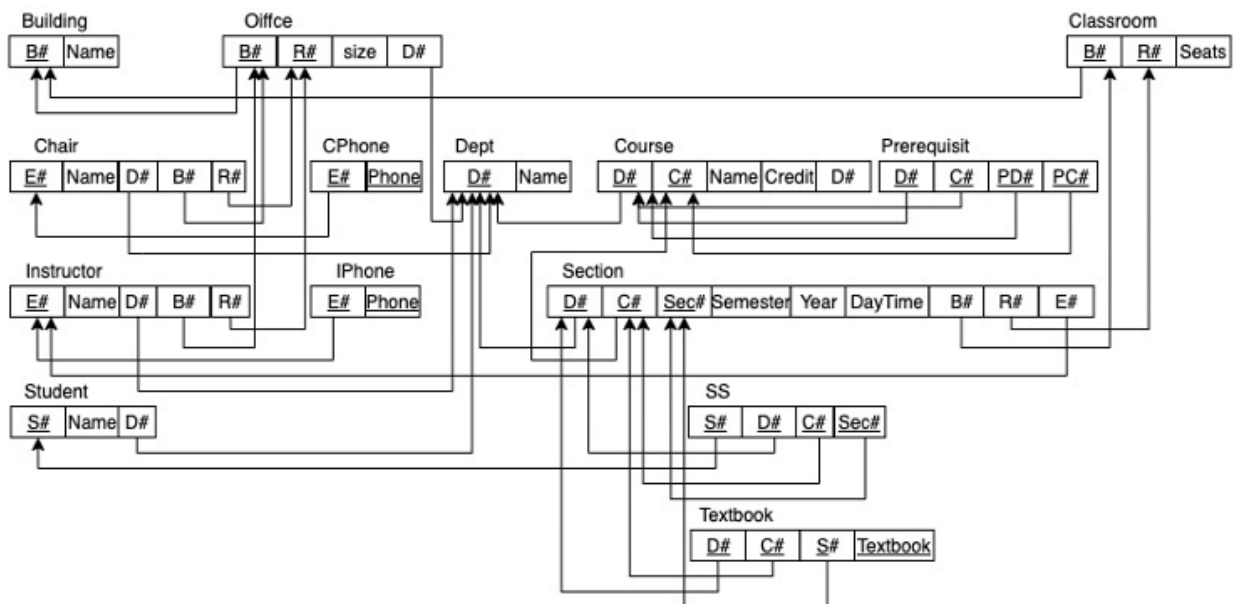 Building Oiffce Classroom
B# Name B# R# size D# B# R# Seats
Chair CPhone Dept Course Prerequisit
E# Name D# B# R# E# Phone D# Name D# C# Name Credit D# D# C# PD# PC#
Instructor IPhone Section
E# Name D# B# R# E# Phone D# C# Sec# Semester Year DayTime B# R# E#
Student SS
S# Name D# S# D# C# Sec#
Textbook
D# C# S# Textbook